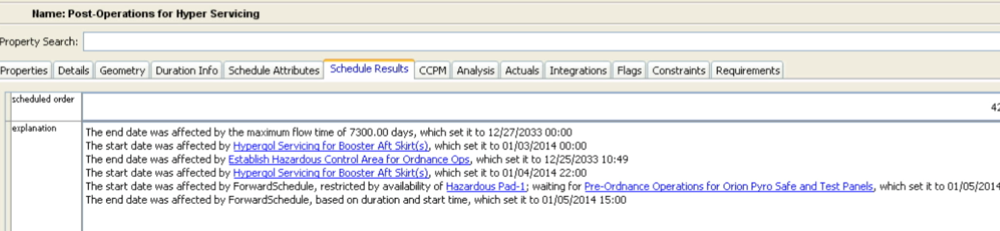 Name: Post-Operations for Hyper Servicing
Property Search:
Properties Details Geometry Duration Info Schedule Attributes Schedule Results CCPM Analysis Actuals Integrations Flags Constraints Requirements
scheduled order 42
explanation
The end date was affected by the maximum flow time of 7300.00 days, which set it to 12/27/2033 00:00
The start date was affected by Hypergol Servicing for Booster Aft Skirt(s), which set it to 01/03/2014 00:00
The end date was affected by Establish Hazardous Control Area for Ordnance Ops, which set it to 12/25/2033 10:49
The start date was affected by Hypergol Servicing for Booster Aft Skirt(s), which set it to 01/04/2014 22:00
The start date was affected by ForwardSchedule, restricted by availability of Hazardous Pad-1; waiting for Pre-Ordnance Operations for Orion Pyro Safe and Test Panels, which set it to 01/05/2014
The end date was affected by ForwardSchedule, based on duration and start time, which set it to 01/05/2014 15:00